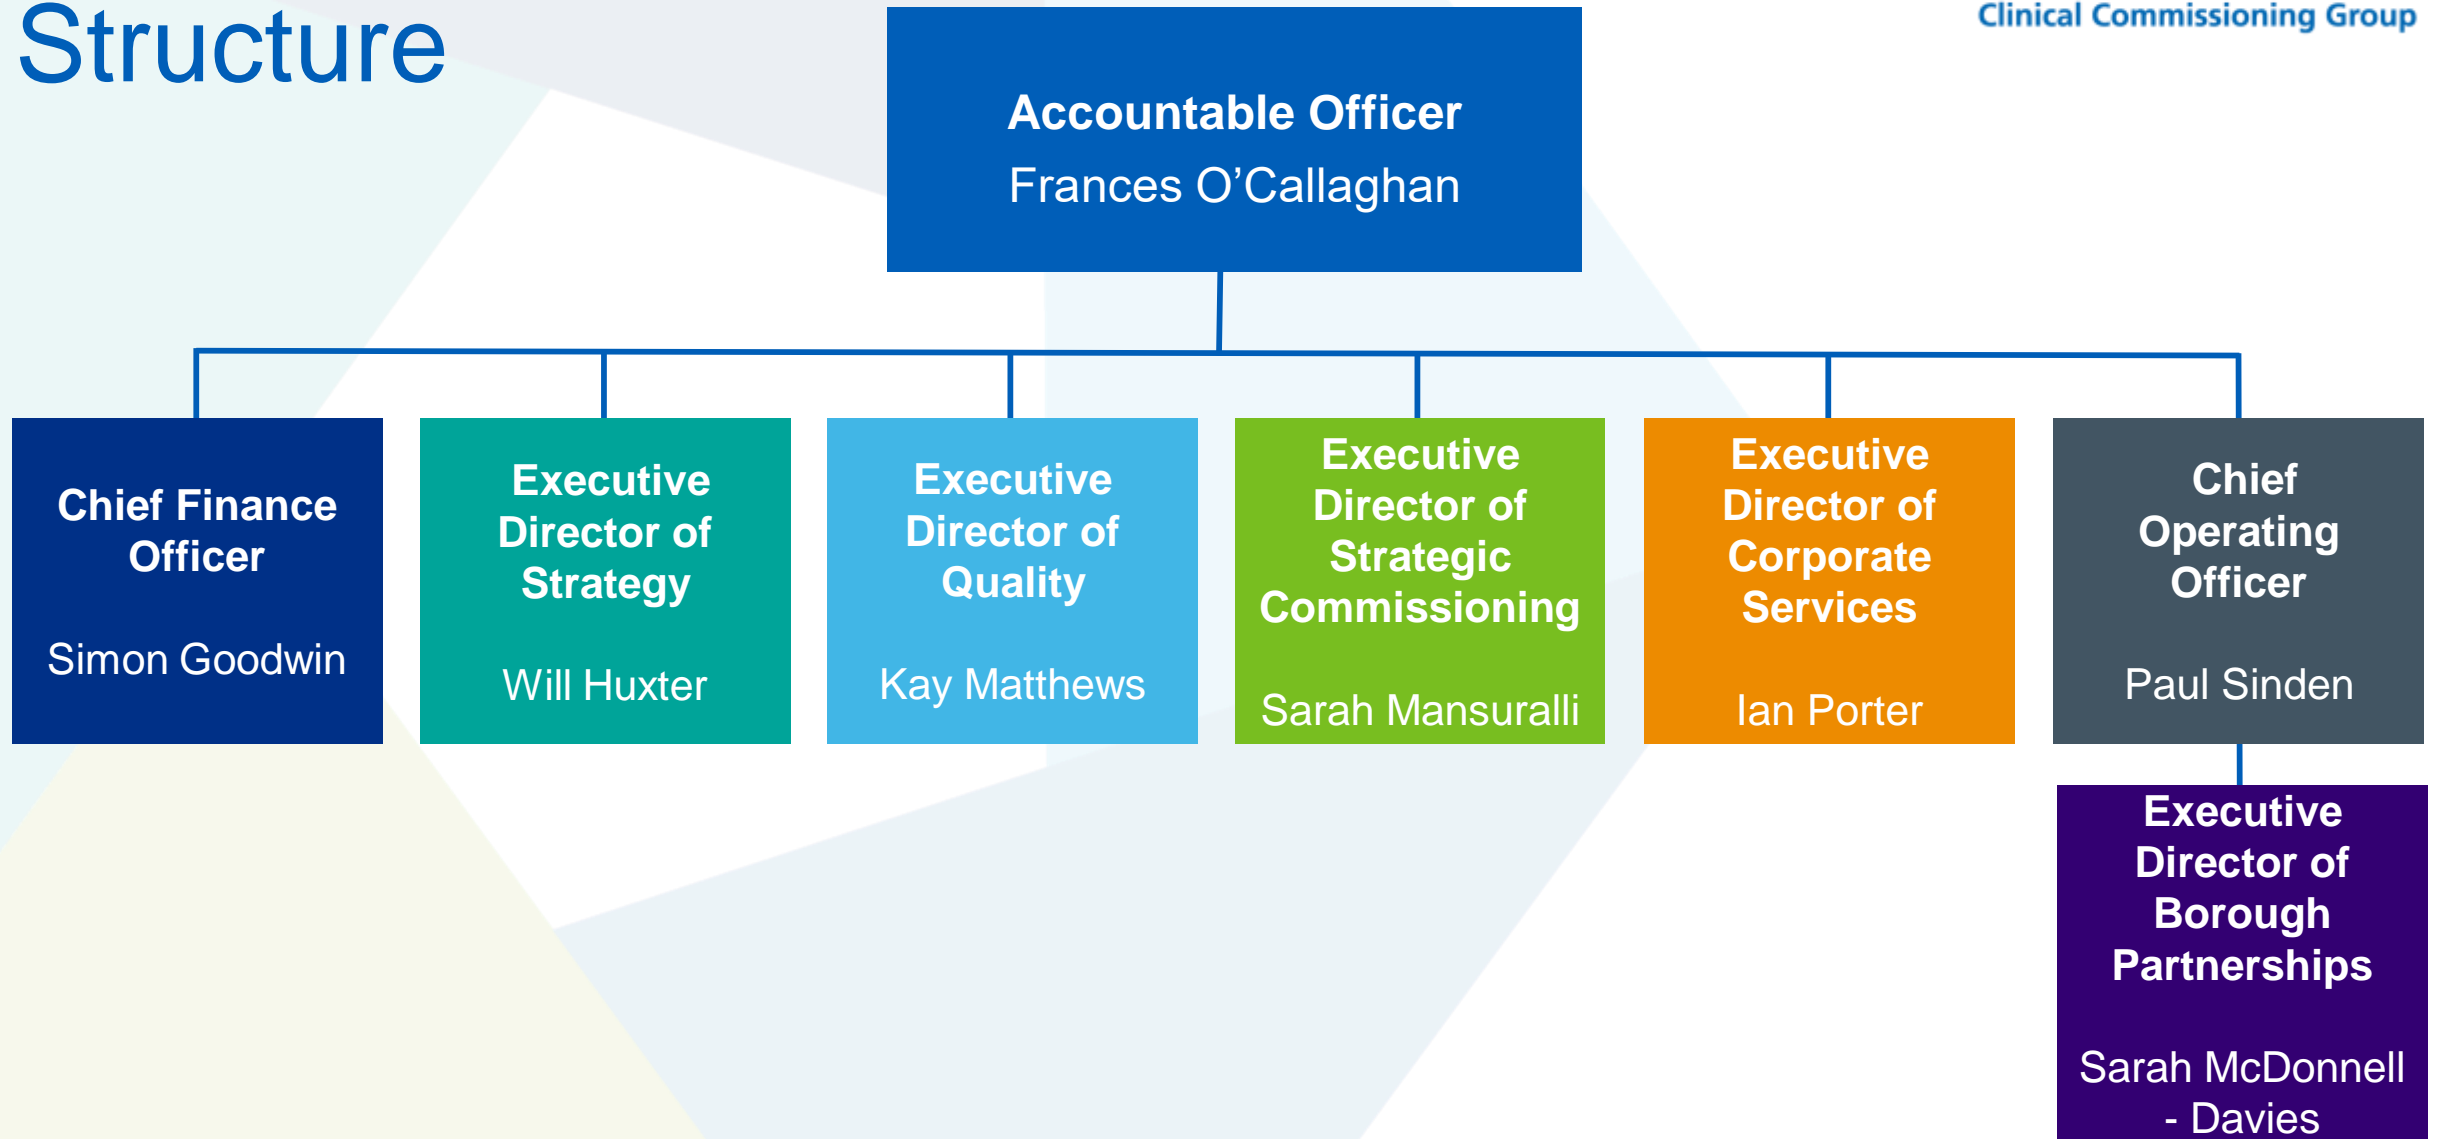 Structure
Clinical Commissioning Group
Accountable Officer
Frances O’Callaghan
Chief Finance
Officer
Simon Goodwin
Executive
Director of
Strategy
Will Huxter
Executive
Director of
Quality
Kay Matthews
Executive
Director of
Strategic
Commissioning
Sarah Mansuralli
Executive
Director of
Corporate
Services
Ian Porter
Chief
Operating
Officer
Paul Sinden
Executive
Director of
Borough
Partnerships
Sarah McDonnell
- Davies